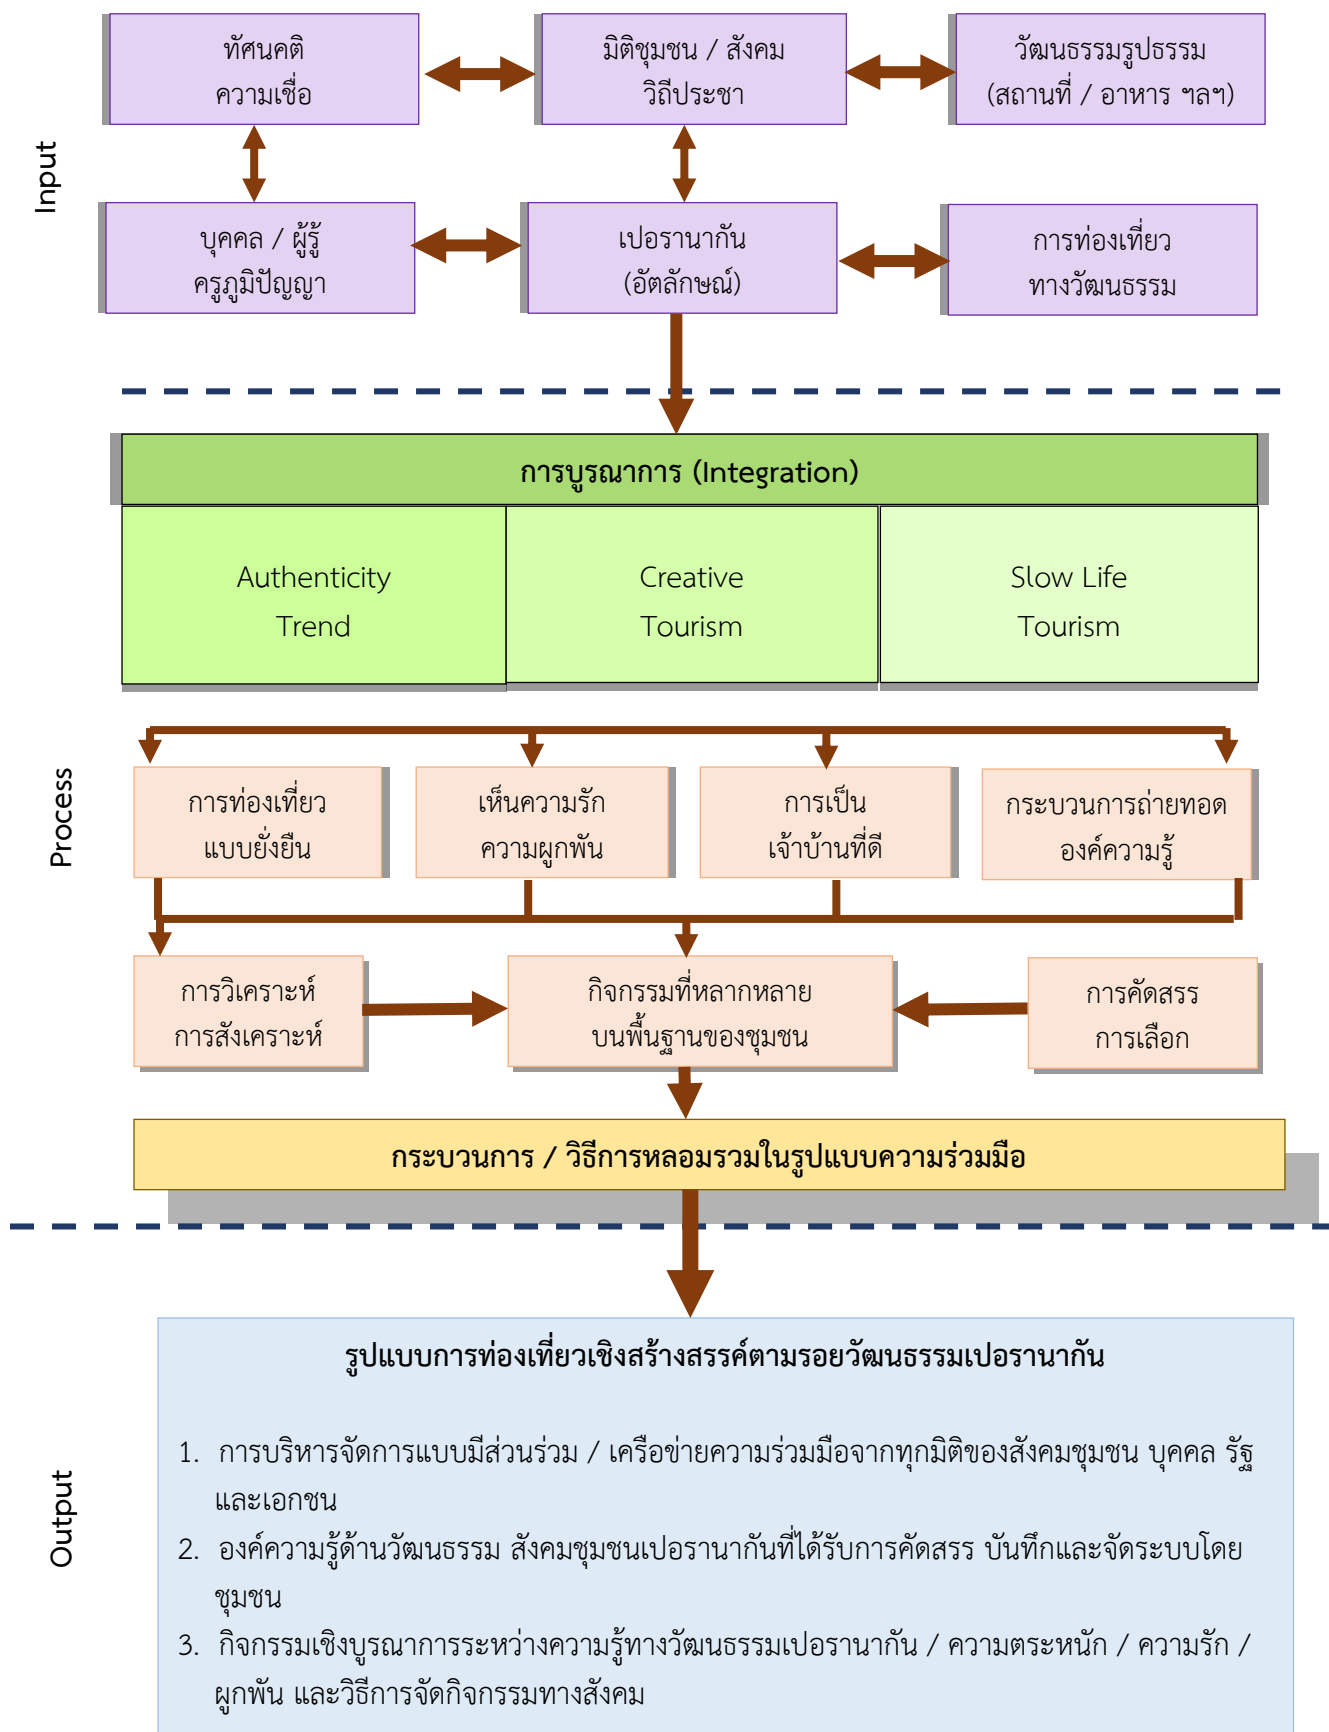 Input
ทัศนคติ
ความเชื่อ
มิติชุมชน / สังคม
วิถีประชา
วัฒนธรรมรูปธรรม
(สถานที่ / อาหาร ฯลฯ)
บุคคล / ผู้รู้
ครูภูมิปัญญา
เปอรานากัน
(อัตลักษณ์)
การท่องเที่ยว
ทางวัฒนธรรม
Process
การบูรณาการ (Integration)
Authenticity
Trend
Creative
Tourism
Slow Life
Tourism
การท่องเที่ยว
แบบยั่งยืน
เห็นความรัก
ความผูกพัน
การเป็น
เจ้าบ้านที่ดี
กระบวนการถ่ายทอด
องค์ความรู้
การวิเคราะห์
การสังเคราะห์
กิจกรรมที่หลากหลาย
บนพื้นฐานของชุมชน
การคัดสรร
การเลือก
กระบวนการ / วิธีการหลอมรวมในรูปแบบความร่วมมือ
Output
รูปแบบการท่องเที่ยวเชิงสร้างสรรค์ตามรอยวัฒนธรรมเปอรานากัน
1. การบริหารจัดการแบบมีส่วนร่วม / เครือข่ายความร่วมมือจากทุกมิติของสังคมชุมชน บุคคล รัฐ
และเอกชน
2. องค์ความรู้ด้านวัฒนธรรม สังคมชุมชนเปอรานากันที่ได้รับการคัดสรร บันทึกและจัดระบบโดย
ชุมชน
3. กิจกรรมเชิงบูรณาการระหว่างความรู้ทางวัฒนธรรมเปอรานากัน / ความตระหนัก / ความรัก /
ผูกพัน และวิธีการจัดกิจกรรมทางสังคม